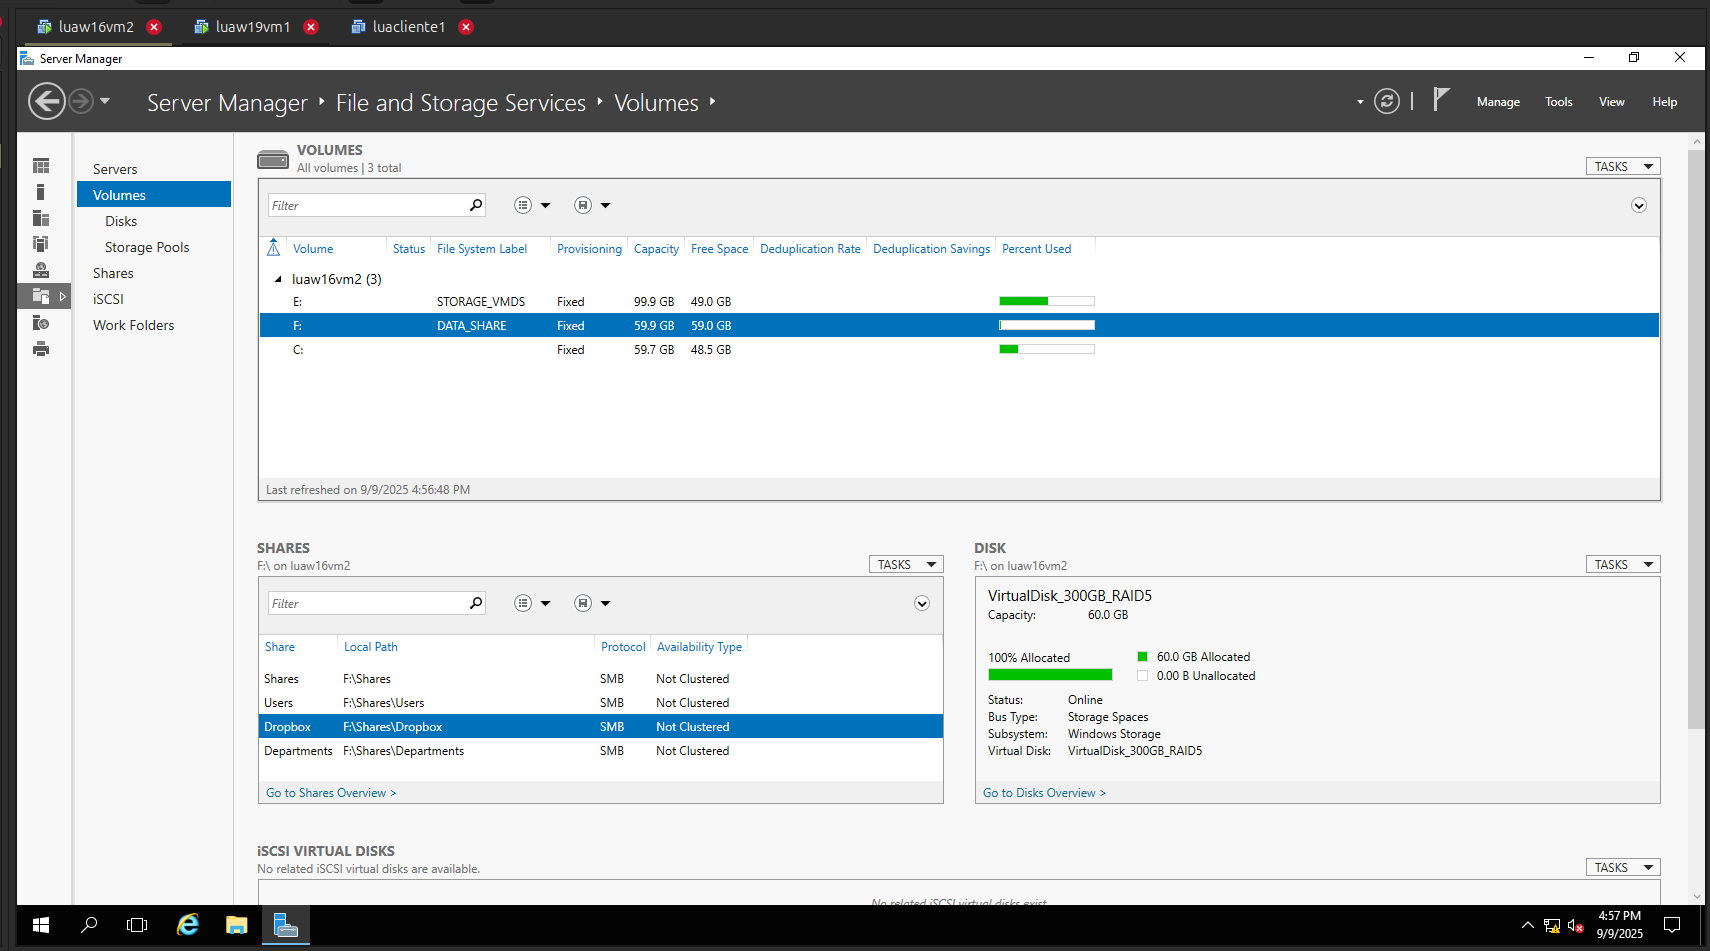 luaw16vm2 luaw19vm1 luacliente1
Server Manager
Server Manager File and Storage Services Volumes Manage Tools View Help
Servers
Volumes
Disks
Storage Pools
Shares
iSCSI
Work Folders
VOLUMES
All volumes | 3 total
TASKS
Filter
Volume Status File System Label Provisioning Capacity Free Space Deduplication Rate Deduplication Savings Percent Used
luaw16vm2 (3)
E: STORAGE_VMDS Fixed 99.9 GB 49.0 GB
F: DATA_SHARE Fixed 59.9 GB 59.0 GB
C: Fixed 59.7 GB 48.5 GB
Last refreshed on 9/9/2025 4:56:48 PM
SHARES
F:\ on luaw16vm2
TASKS
Filter
Share Local Path Protocol Availability Type
Shares F:\Shares SMB Not Clustered
Users F:\Shares\Users SMB Not Clustered
Dropbox F:\Shares\Dropbox SMB Not Clustered
Departments F:\Shares\Departments SMB Not Clustered
Go to Shares Overview >
DISK
F:\ on luaw16vm2
TASKS
VirtualDisk_300GB_RAID5
Capacity: 60.0 GB
100% Allocated
60.0 GB Allocated
0.00 B Unallocated
Status: Online
Bus Type: Storage Spaces
Subsystem: Windows Storage
Virtual Disk: VirtualDisk_300GB_RAID5
Go to Disks Overview >
iSCSI VIRTUAL DISKS
No related iSCSI virtual disks are available.
TASKS
No related iSCSI virtual disks exist.
4:57 PM
9/9/2025